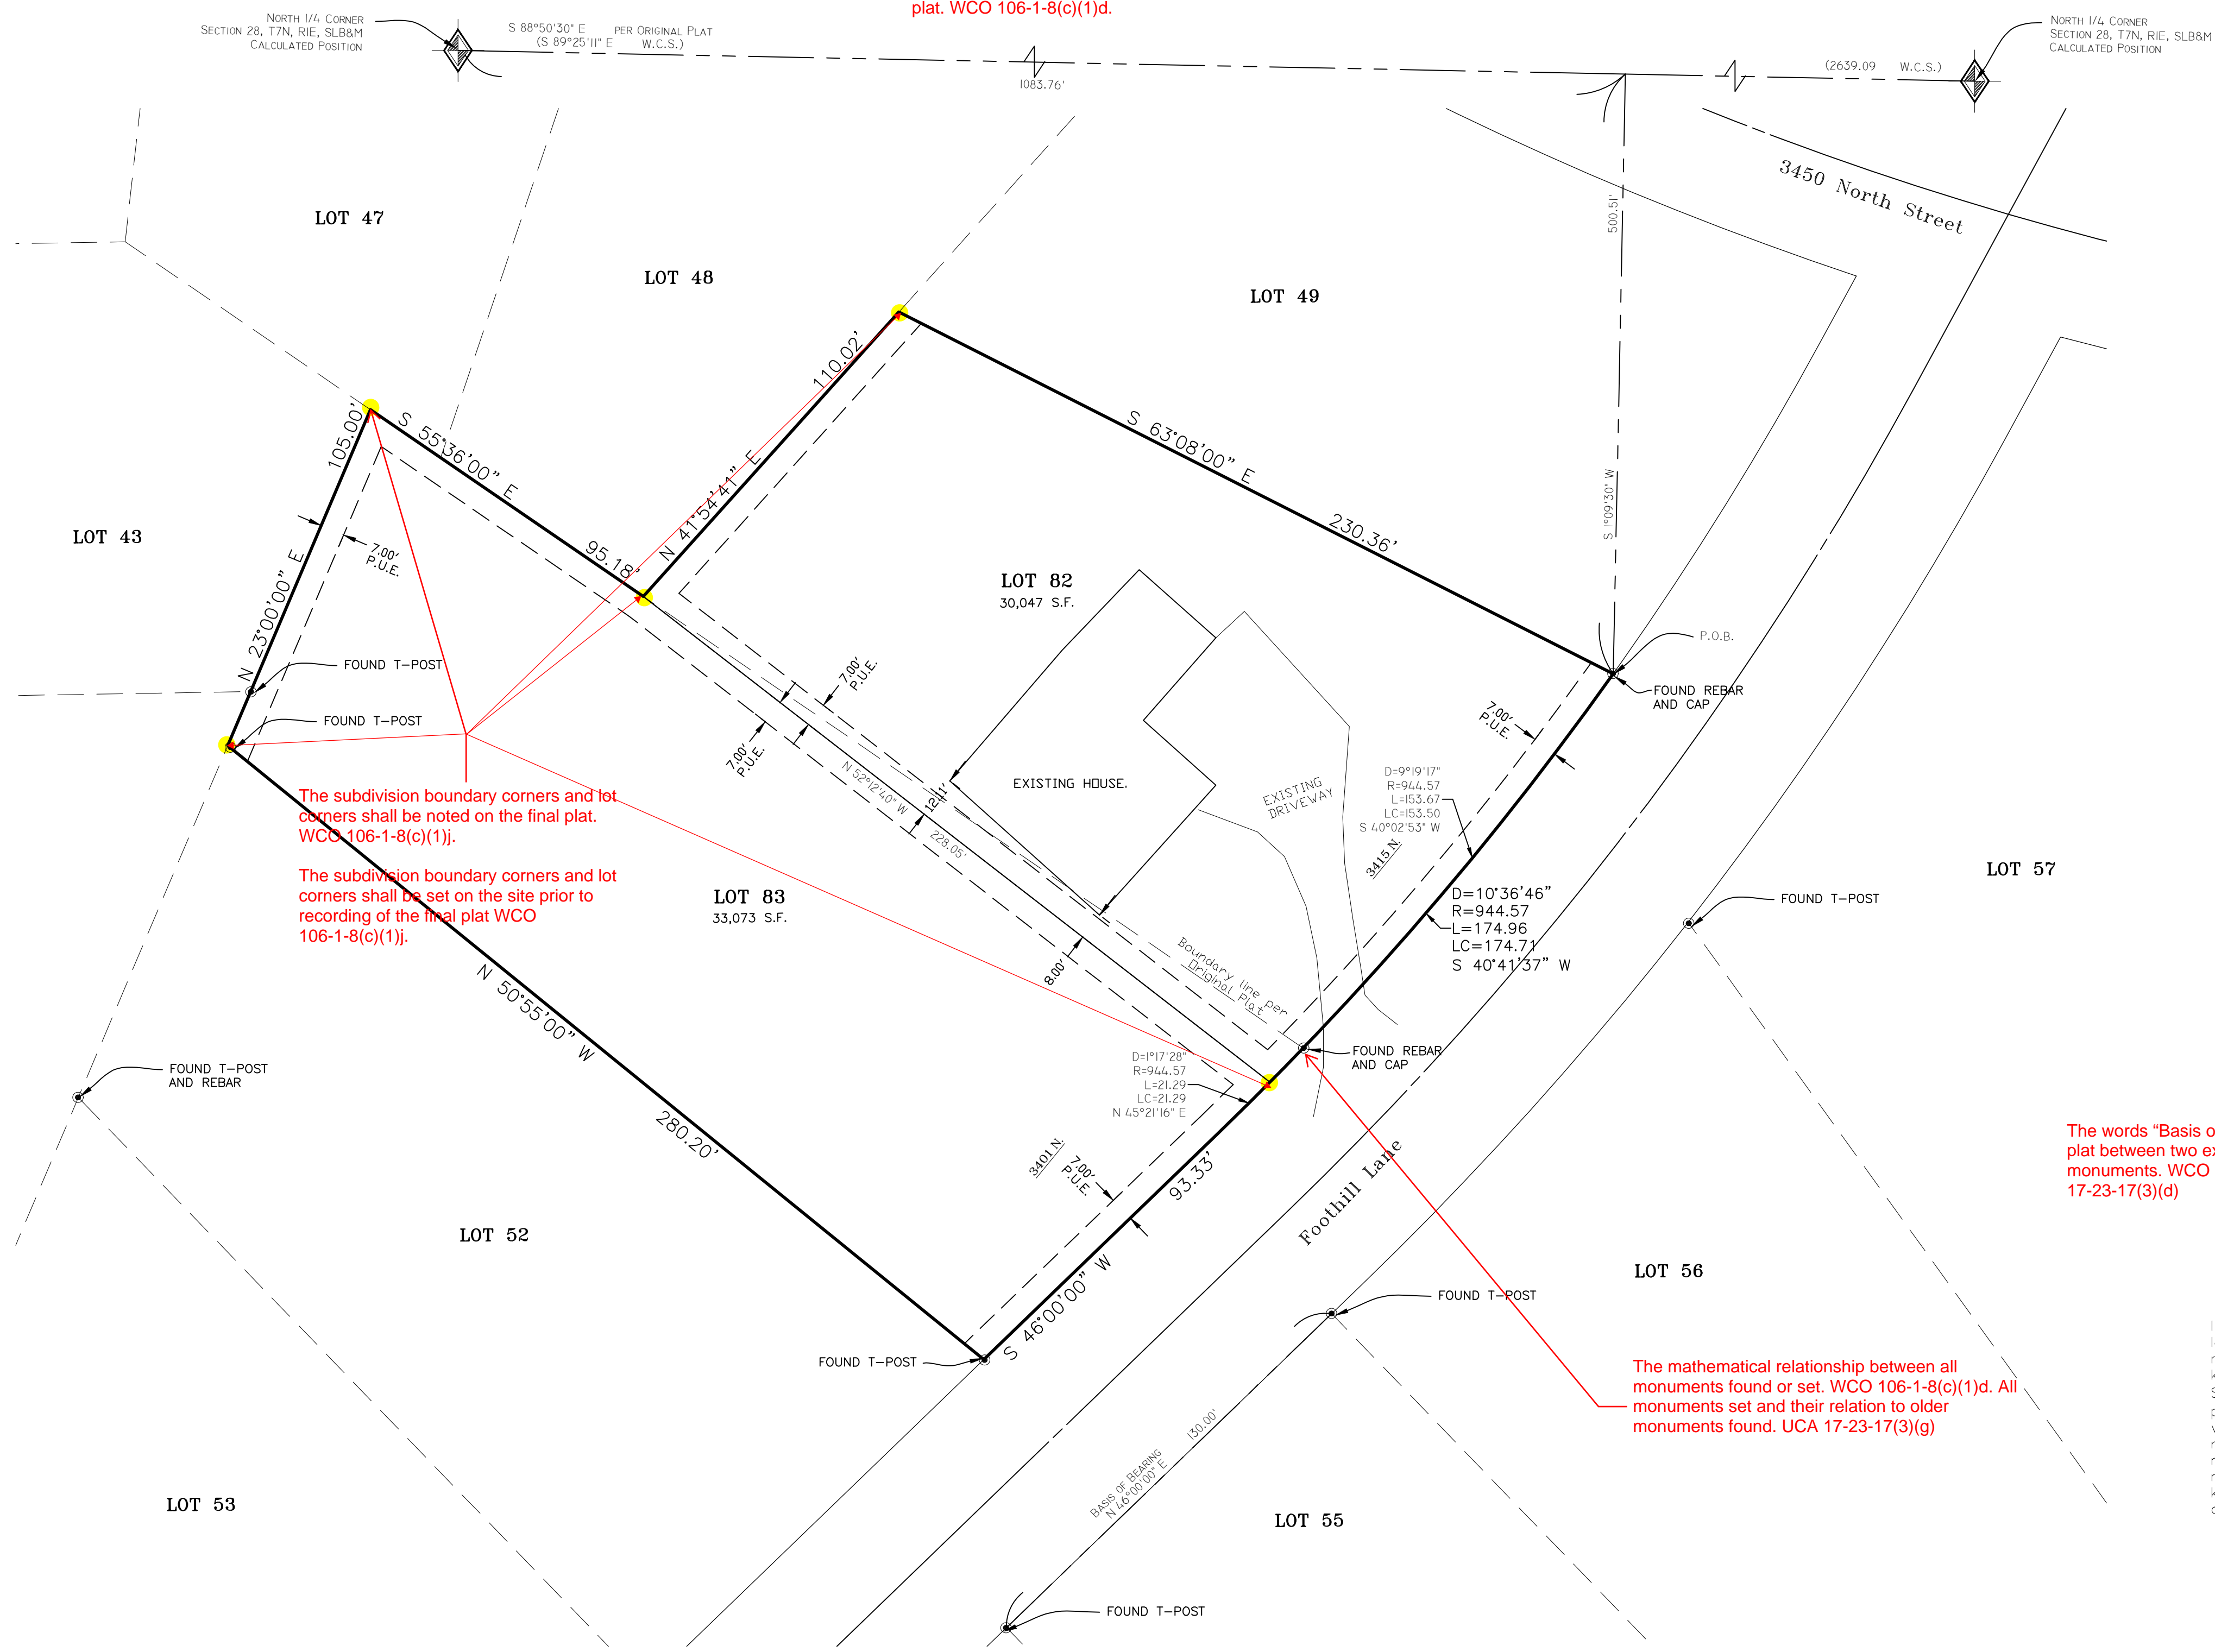 plat. WCO 106-1-8(c)(1)d.
NORTH 1/4 CORNER
SECTION 28, T7N, R1E, SLB&M
CALCULATED POSITION
S 88°50'30" E PER ORIGINAL PLAT
(S 89°25'11" E W.C.S.)
1083.76'
(2639.09 W.C.S.)
NORTH 1/4 CORNER
SECTION 28, T7N, R1E, SLB&M
CALCULATED POSITION
3450 North Street
500.51'
S 1°09'30" W
LOT 47
LOT 48
LOT 49
110.02'
N 41°54'41" E
S 63°08'00" E
230.36'
105.00'
N 23°00'00" E
S 55°36'00" E
95.18'
LOT 43
7.00'
P.U.E.
LOT 82
30,047 S.F.
P.O.B.
FOUND T-POST
FOUND T-POST
FOUND REBAR
AND CAP
7.00'
P.U.E.
7.00'
P.U.E.
7.00'
P.U.E.
N 52°12'40" W
228.05'
12.11'
EXISTING HOUSE.
EXISTING
DRIVEWAY
D=9°19'17"
R=944.57
L=153.67
LC=153.50
S 40°02'53" W
3415 N.
The subdivision boundary corners and lot
corners shall be noted on the final plat.
WCO 106-1-8(c)(1)j.
The subdivision boundary corners and lot
corners shall be set on the site prior to
recording of the final plat WCO
106-1-8(c)(1)j.
LOT 83
33,073 S.F.
D=10°36'46"
R=944.57
L=174.96
LC=174.71
S 40°41'37" W
LOT 57
FOUND T-POST
8.00'
Boundary line per
Original Plat
N 50°55'00" W
280.20'
FOUND REBAR
AND CAP
D=1°17'28"
R=944.57
L=21.29
LC=21.29
N 45°21'16" E
FOUND T-POST
AND REBAR
3401 N.
7.00'
P.U.E.
93.33'
S 46°00'00" W
Foothill Lane
The words “Basis o
plat between two ex
monuments. WCO
17-23-17(3)(d)
LOT 52
LOT 56
FOUND T-POST
FOUND T-POST
The mathematical relationship between all
monuments found or set. WCO 106-1-8(c)(1)d. All
monuments set and their relation to older
monuments found. UCA 17-23-17(3)(g)
130.00'
BASIS OF BEARING
N 46°00'00" E
LOT 53
LOT 55
FOUND T-POST